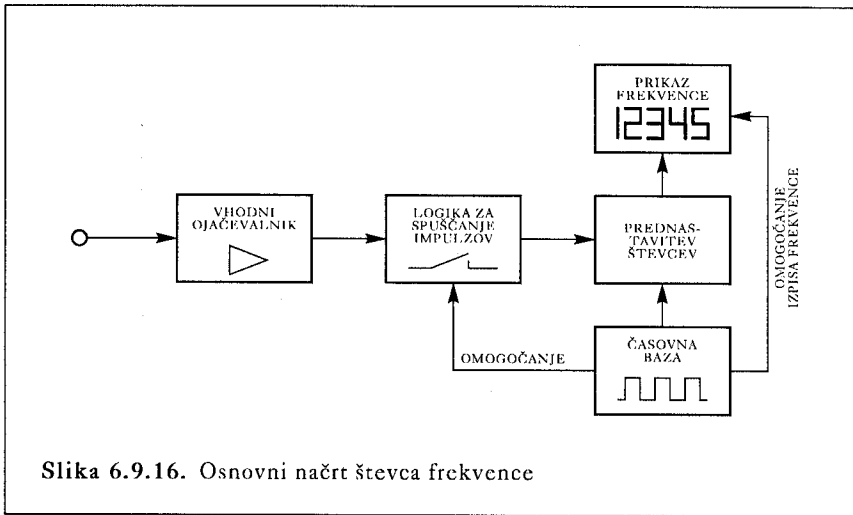 PRIKAZ
FREKVENCE
12345
VHODNI
OJAČEVALNIK
LOGIKA ZA
SPUŠČANJE
IMPULZOV
PREDNAS-
TAVITEV
ŠTEVCEV
OMOGOČANJE
IZPISA FREKVENCE
OMOGOČANJE
ČASOVNA
BAZA
Slika 6.9.16. Osnovni načrt števca frekvence